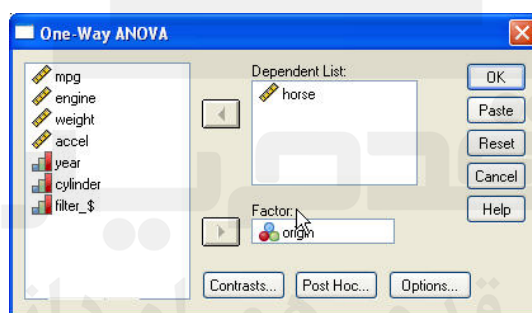 One-Way ANOVA
mpg
engine
weight
accel
year
cylinder
filter_$
Dependent List:
horse
Factor:
origin
OK
Paste
Reset
Cancel
Help
Contrasts...
Post Hoc...
Options...